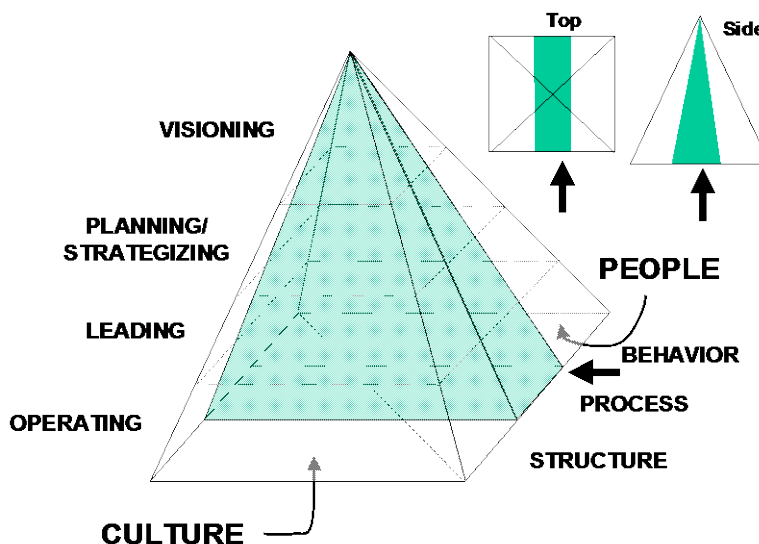 Top
Side
VISIONING
PLANNING/
STRATEGIZING
PEOPLE
LEADING
BEHAVIOR
PROCESS
OPERATING
STRUCTURE
CULTURE